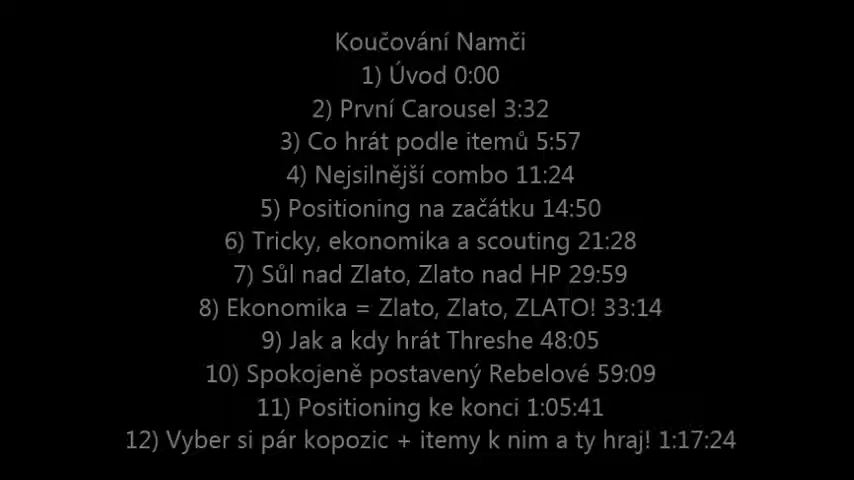 Koučování Namči
1) Úvod 0:00
2) První Carousel 3:32
3) Co hrát podle itemů 5:57
4) Nejsilnější combo 11:24
5) Positioning na začátku 14:50
6) Tricky, ekonomika a scouting 21:28
7) Sůl nad Zlato, Zlato nad HP 29:59
8) Ekonomika = Zlato, Zlato, ZLATO! 33:14
9) Jak a kdy hrát Threshe 48:05
10) Spokojeně postavený Rebelové 59:09
11) Positioning ke konci 1:05:41
12) Vyber si pár kopozic + itemy k nim a ty hraj! 1:17:24